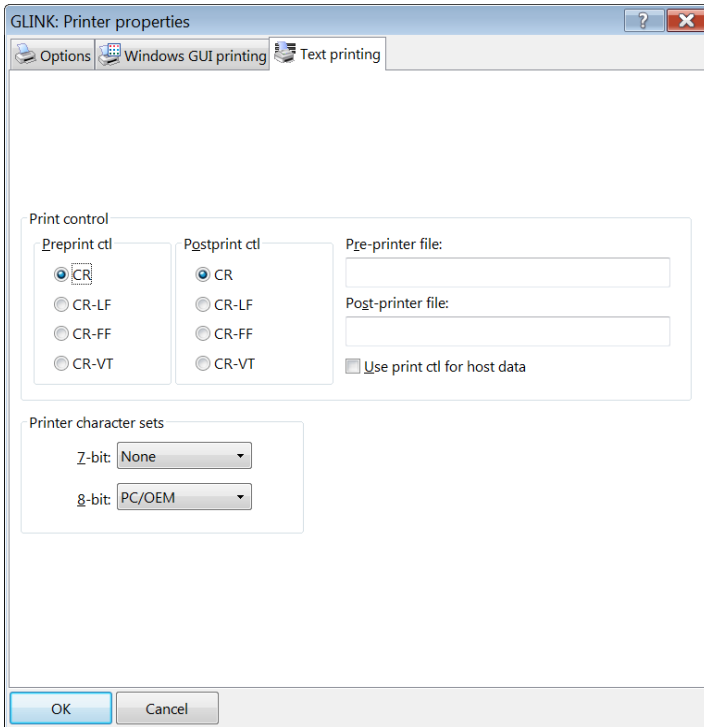 GLINK: Printer properties
?
Options
Windows GUI printing
Text printing
Print control
Preprint ctl
CR
CR-LF
CR-FF
CR-VT
Postprint ctl
CR
CR-LF
CR-FF
CR-VT
Pre-printer file:
Post-printer file:
Use print ctl for host data
Printer character sets
7-bit: None
8-bit: PC/OEM
OK
Cancel